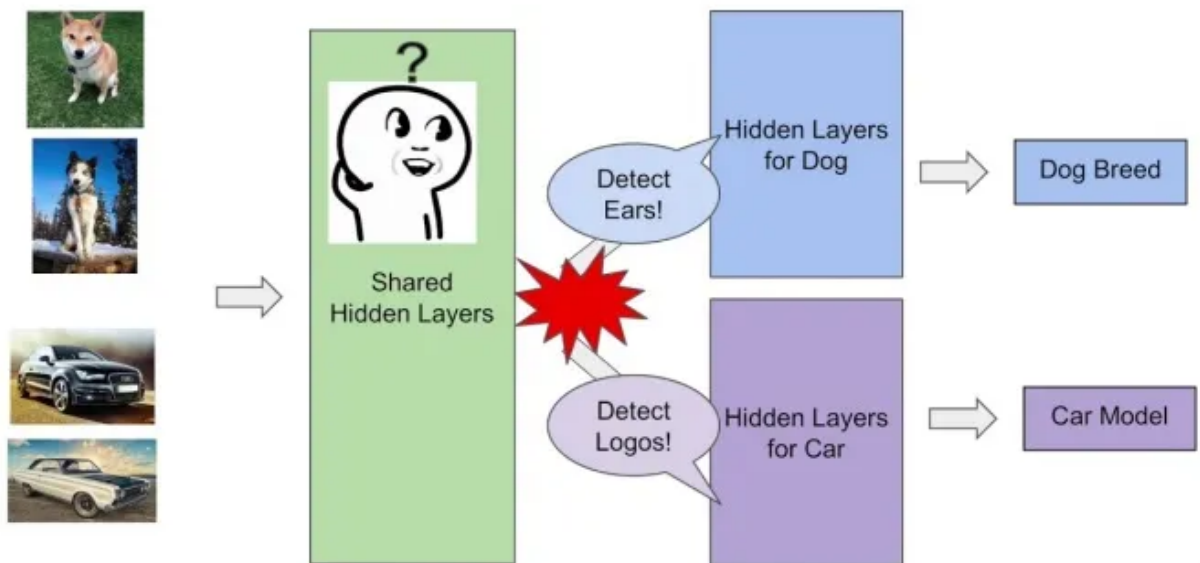 ?
Shared
Hidden Layers
Detect
Ears!
Hidden Layers
for Dog
Dog Breed
Detect
Logos!
Hidden Layers
for Car
Car Model